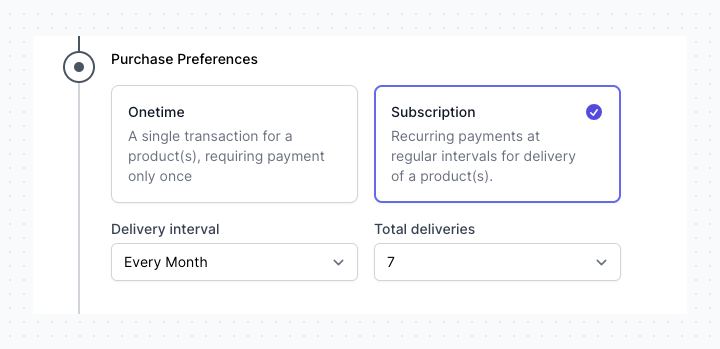 Purchase Preferences
Onetime
A single transaction for a
product(s), requiring payment
only once
Subscription
Recurring payments at
regular intervals for delivery
of a product(s).
Delivery interval
Every Month
Total deliveries
7